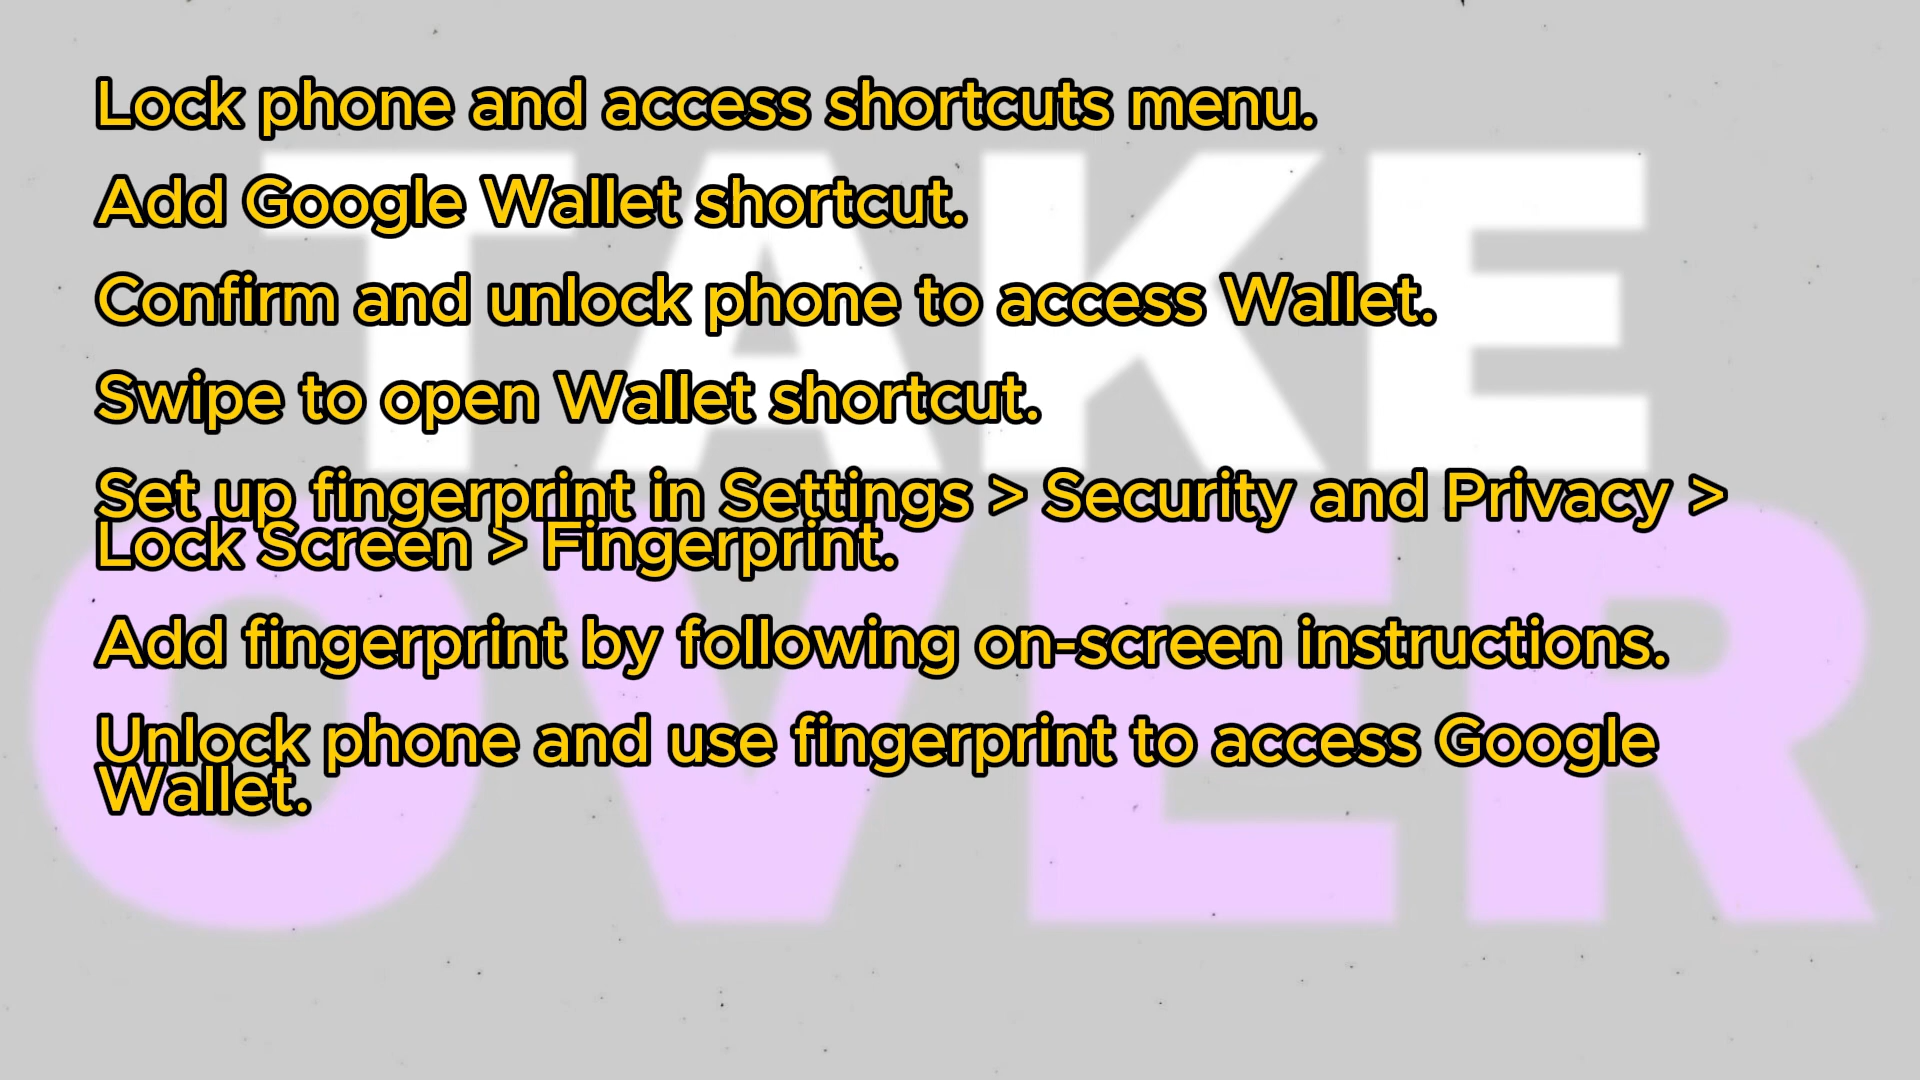 Lock phone and access shortcuts menu.
Add Google Wallet shortcut.
Confirm and unlock phone to access Wallet.
Swipe to open Wallet shortcut.
Set up fingerprint in Settings > Security and Privacy >
Lock Screen > Fingerprint.
Add fingerprint by following on-screen instructions.
Unlock phone and use fingerprint to access Google
Wallet.
TAKE
OVER